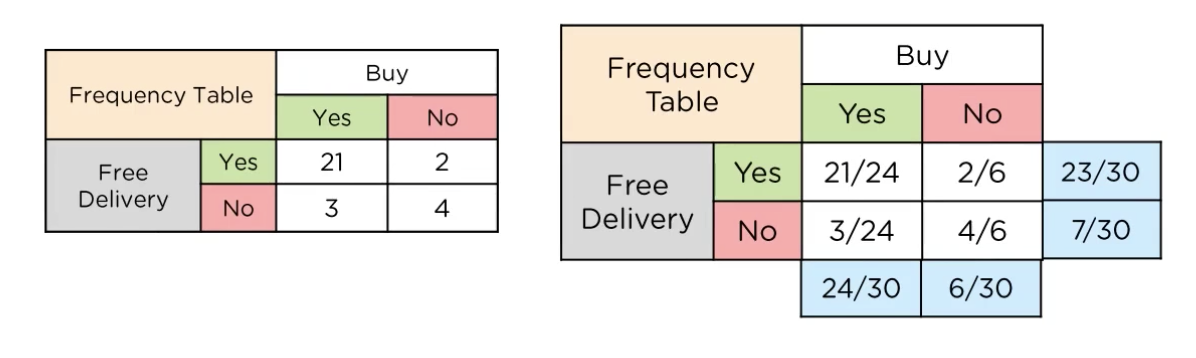 Frequency Table
Buy
Yes No
Free
Delivery
Yes 21 2
No 3 4
Frequency
Table
Buy
Yes No
Free
Delivery
Yes 21/24 2/6 23/30
No 3/24 4/6 7/30
24/30 6/30